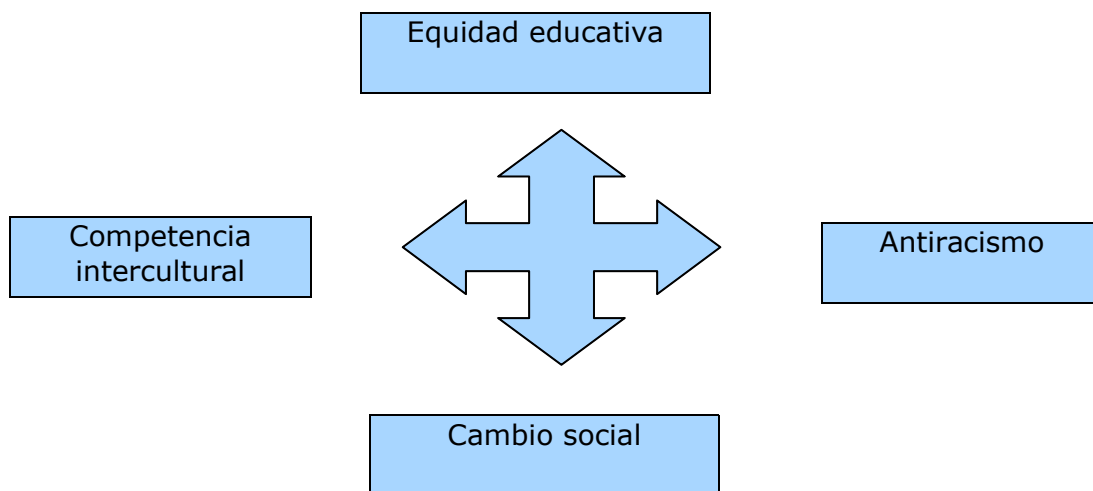 Equidad educativa
Competencia
intercultural
Antiracismo
Cambio social